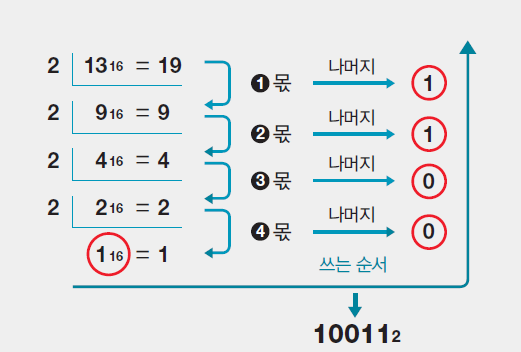 2 13₁₆ = 19 ❶ 몫 나머지 1
2 9₁₆ = 9 ❷ 몫 나머지 1
2 4₁₆ = 4 ❸ 몫 나머지 0
2 2₁₆ = 2 ❹ 몫 나머지 0
1₁₆ = 1
쓰는 순서
10011₂